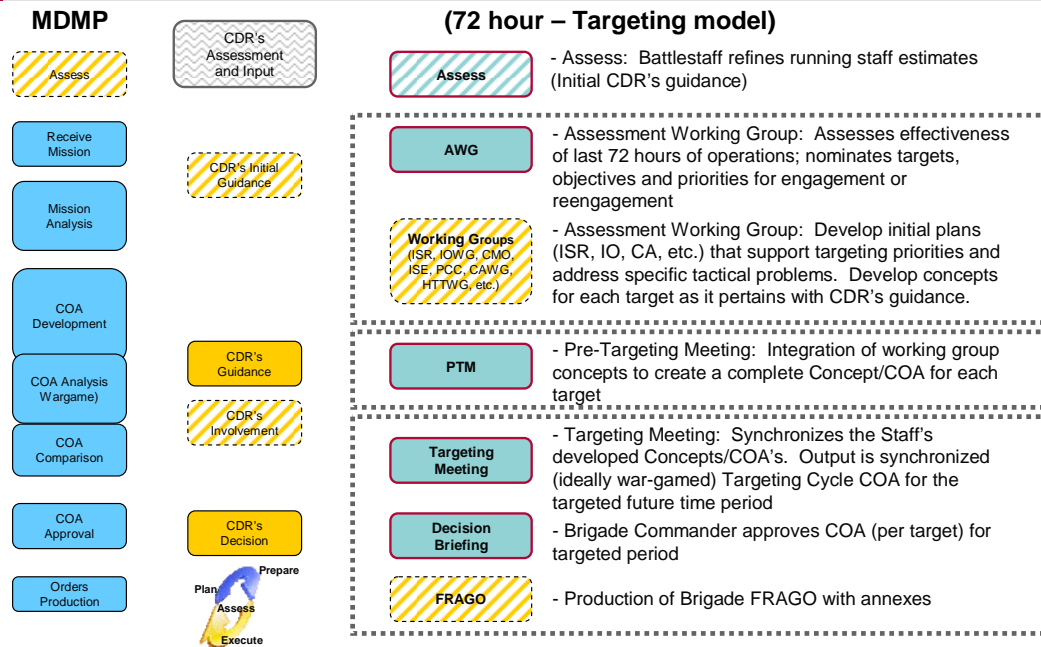 MDMP
Assess
Receive
Mission
Mission
Analysis
COA
Development
COA Analysis
Wargame)
COA
Comparison
COA
Approval
Orders
Production
CDR's
Assessment
and Input
CDR's Initial
Guidance
CDR's
Guidance
CDR's
Involvement
CDR's
Decision
Prepare
Plan
Assess
Execute
(72 hour – Targeting model)
Assess
- Assess: Battlestaff refines running staff estimates
(Initial CDR's guidance)
AWG
- Assessment Working Group: Assesses effectiveness
of last 72 hours of operations; nominates targets,
objectives and priorities for engagement or
reengagement
Working Groups
(ISR, IOWG, CMO,
ISE, PCC, CAWG,
HTTWG, etc.)
- Assessment Working Group: Develop initial plans
(ISR, IO, CA, etc.) that support targeting priorities and
address specific tactical problems. Develop concepts
for each target as it pertains with CDR's guidance.
PTM
- Pre-Targeting Meeting: Integration of working group
concepts to create a complete Concept/COA for each
target
Targeting
Meeting
- Targeting Meeting: Synchronizes the Staff's
developed Concepts/COA's. Output is synchronized
(ideally war-gamed) Targeting Cycle COA for the
targeted future time period
Decision
Briefing
- Brigade Commander approves COA (per target) for
targeted period
FRAGO
- Production of Brigade FRAGO with annexes